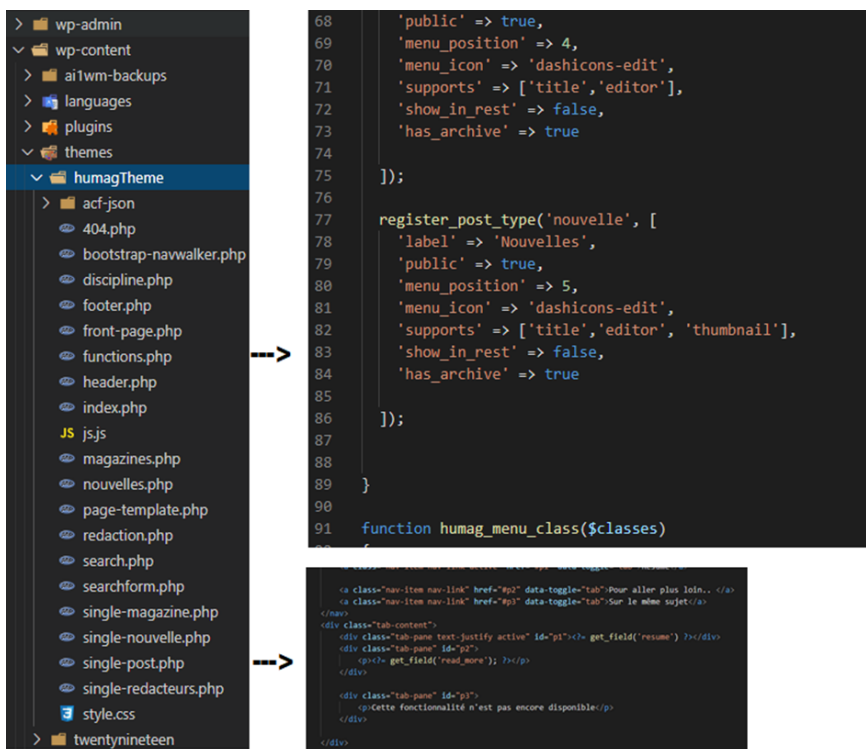 wp-admin
wp-content
ai1wm-backups
languages
plugins
themes
humagTheme
acf-json
404.php
bootstrap-navwalker.php
discipline.php
footer.php
front-page.php
functions.php
header.php
index.php
JS js.js
magazines.php
nouvelles.php
page-template.php
redaction.php
search.php
searchform.php
single-magazine.php
single-nouvelle.php
single-post.php
single-redacteurs.php
style.css
twentynineteen
--->
--->
68 'public' => true,
69 'menu_position' => 4,
70 'menu_icon' => 'dashicons-edit',
71 'supports' => ['title','editor'],
72 'show_in_rest' => false,
73 'has_archive' => true
74
75 ]);
76
77 register_post_type('nouvelle', [
78 'label' => 'Nouvelles',
79 'public' => true,
80 'menu_position' => 5,
81 'menu_icon' => 'dashicons-edit',
82 'supports' => ['title','editor', 'thumbnail'],
83 'show_in_rest' => false,
84 'has_archive' => true
85
86 ]);
87
88
89 }
90
91 function humag_menu_class($classes)
<a class="nav-item nav-link" href="#p2" data-toggle="tab">Pour aller plus loin.. </a>
<a class="nav-item nav-link" href="#p3" data-toggle="tab">Sur le même sujet</a>
</nav>
<div class="tab-content">
<div class="tab-pane text-justify active" id="p1"><?= get_field('resume') ?></div>
<div class="tab-pane" id="p2">
<p><?= get_field('read_more'); ?></p>
</div>
<div class="tab-pane" id="p3">
<p>Cette fonctionnalité n'est pas encore disponible</p>
</div>
</div>